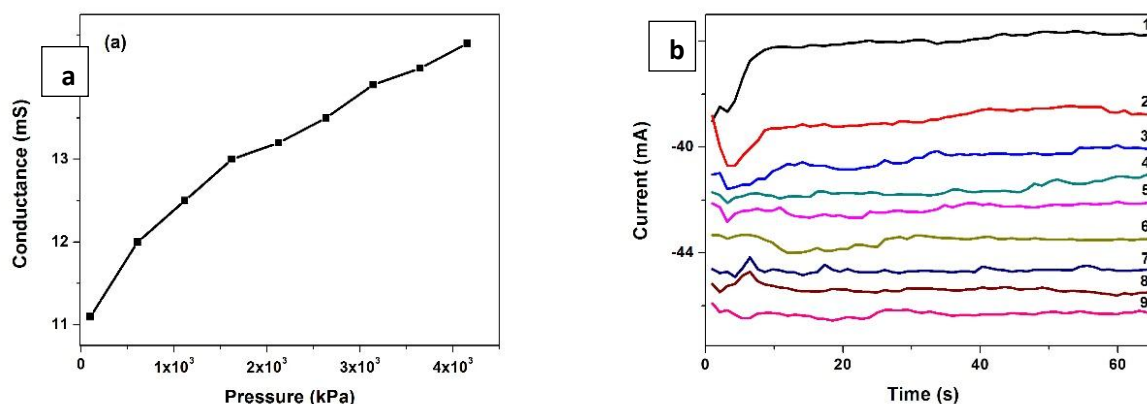 (a)
a
Conductance (mS)
13
12
11
0
1x10³
2x10³
3x10³
4x10³
Pressure (kPa)
b
Current (mA)
-40
-44
1
2
3
4
5
6
7
8
9
0
20
40
60
Time (s)